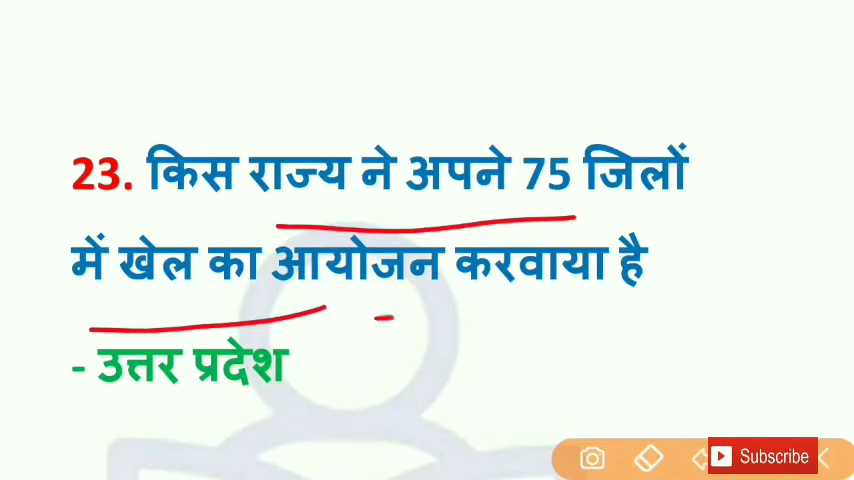 23. किस राज्य ने अपने 75 जिलों
में खेल का आयोजन करवाया है
- उत्तर प्रदेश
Subscribe